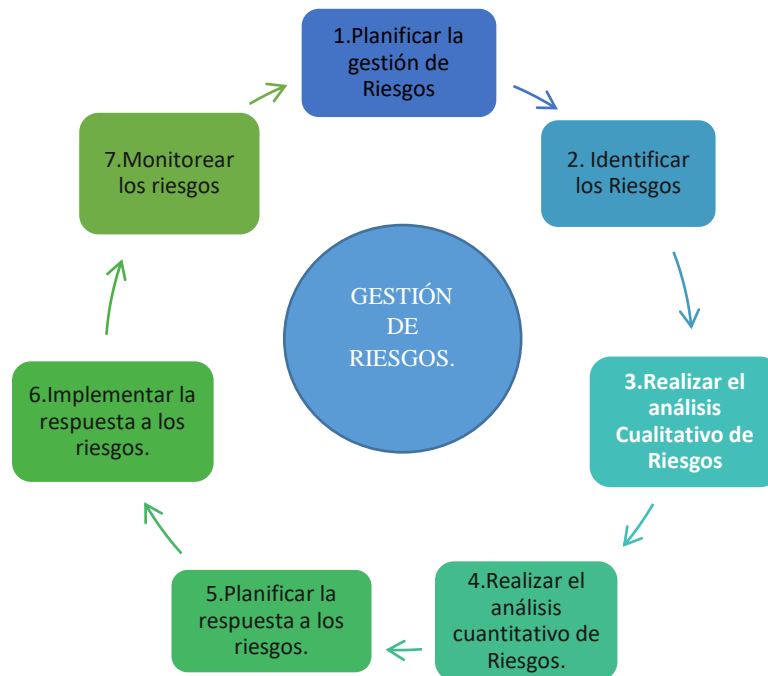 1.Planificar la
gestión de
Riesgos
2. Identificar
los Riesgos
3.Realizar el
análisis
Cualitativo de
Riesgos
4.Realizar el
análisis
cuantitativo de
Riesgos.
5.Planificar la
respuesta a los
riesgos.
6.Implementar la
respuesta a los
riesgos.
7.Monitorear
los riesgos
GESTIÓN
DE
RIESGOS.